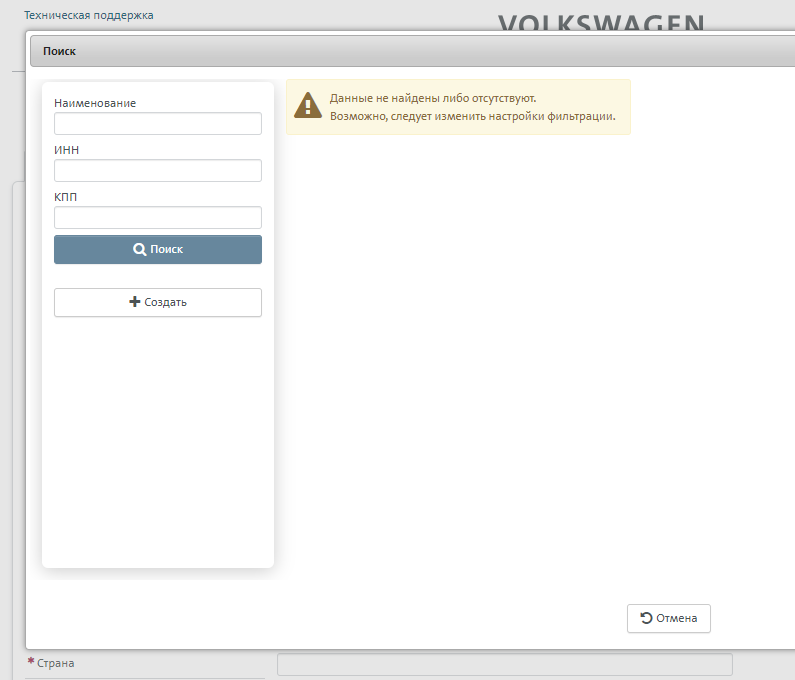 Техническая поддержка
VOLKSWAGEN
Поиск
Наименование
ИНН
КПП
Поиск
Создать
Данные не найдены либо отсутствуют.
Возможно, следует изменить настройки фильтрации.
Отмена
* Страна